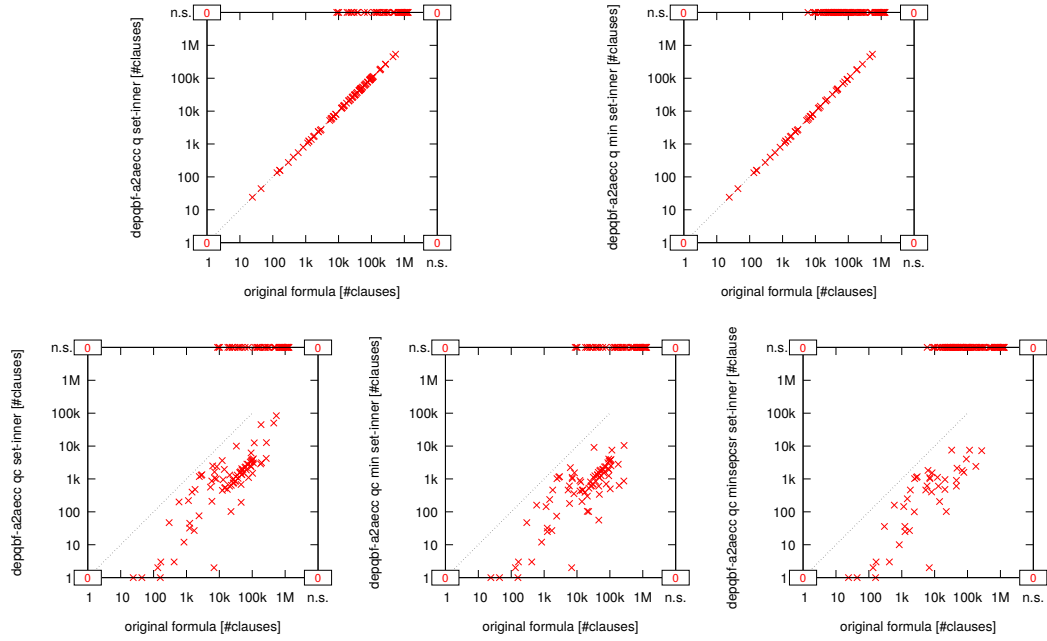 n.s. 0 0
1M
100k
10k
1k
100
10
1 0 0
1 10 100 1k 10k 100k 1M n.s.
original formula [#clauses]
depqbf-a2aecc q set-inner [#clauses]
n.s. 0 0
1M
100k
10k
1k
100
10
1 0 0
1 10 100 1k 10k 100k 1M n.s.
original formula [#clauses]
depqbf-a2aecc q min set-inner [#clauses]
n.s. 0 0
1M
100k
10k
1k
100
10
1 0 0
1 10 100 1k 10k 100k 1M n.s.
original formula [#clauses]
depqbf-a2aecc qc set-inner [#clauses]
n.s. 0 0
1M
100k
10k
1k
100
10
1 0 0
1 10 100 1k 10k 100k 1M n.s.
original formula [#clauses]
depqbf-a2aecc qc min set-inner [#clauses]
n.s. 0 0
1M
100k
10k
1k
100
10
1 0 0
1 10 100 1k 10k 100k 1M n.s.
original formula [#clauses]
depqbf-a2aecc qc minsepcsr set-inner [#clause